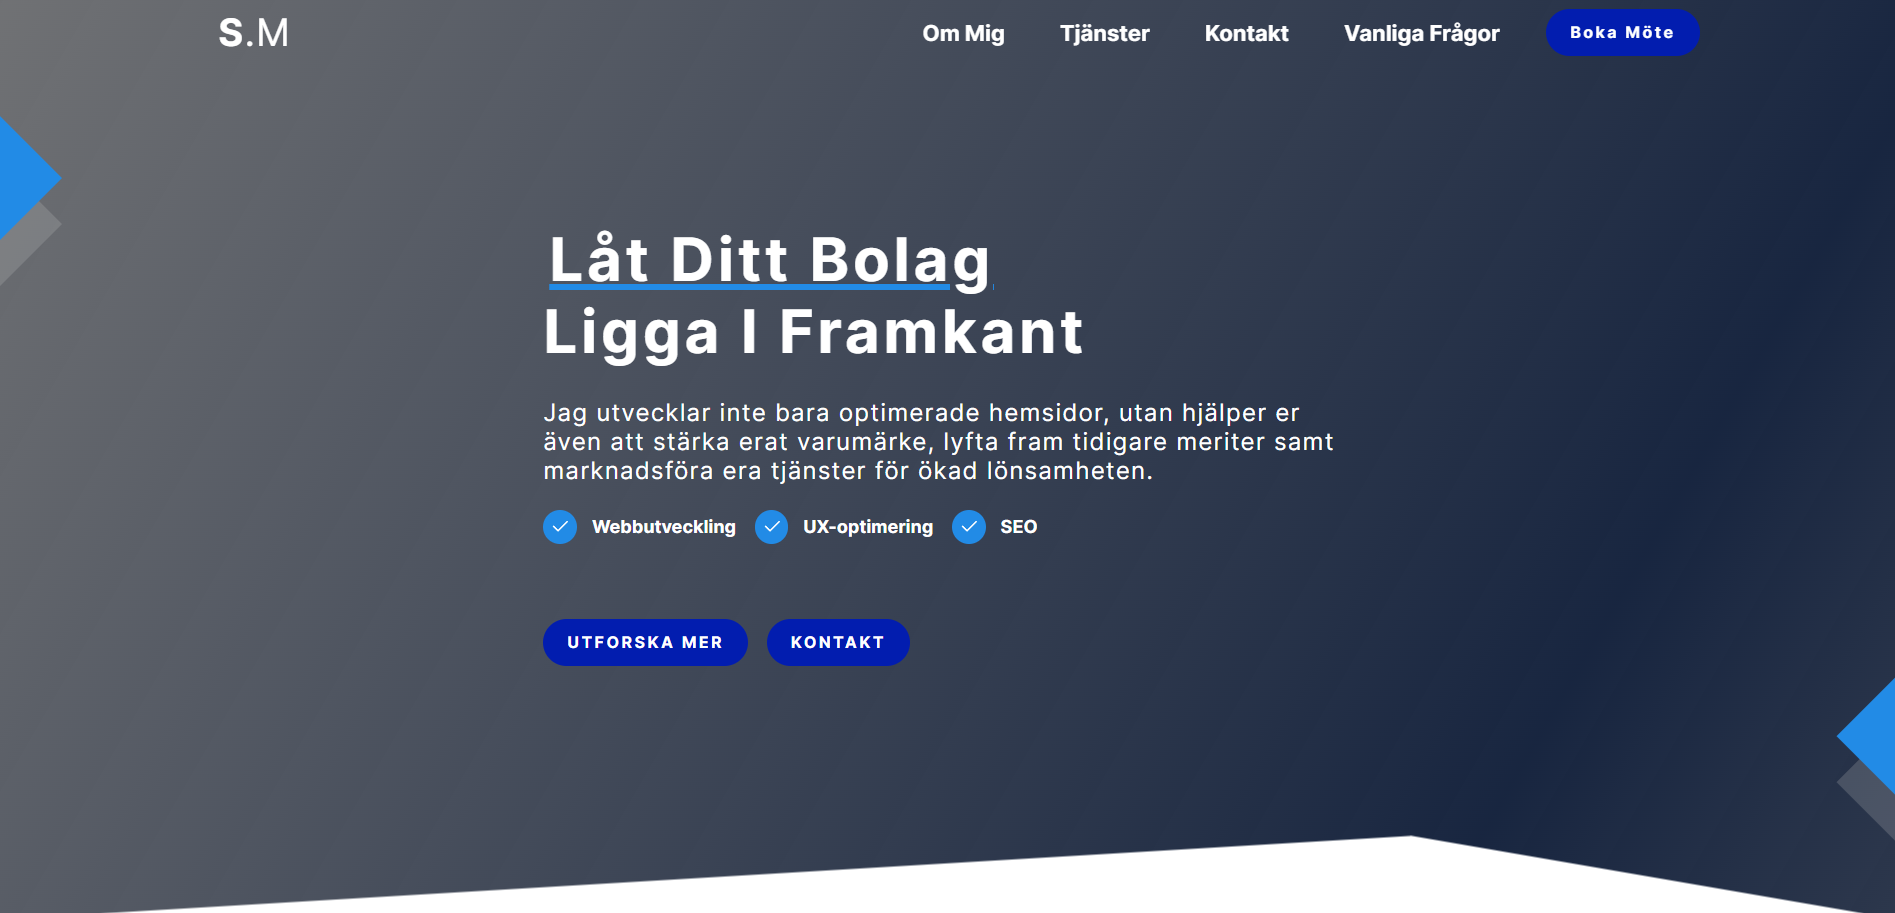 S.M
Om Mig Tjänster Kontakt Vanliga Frågor Boka Möte
Låt Ditt Bolag
Ligga I Framkant
Jag utvecklar inte bara optimerade hemsidor, utan hjälper er
även att stärka erat varumärke, lyfta fram tidigare meriter samt
marknadsföra era tjänster för ökad lönsamheten.
Webbutveckling UX-optimering SEO
UTFORSKA MER KONTAKT